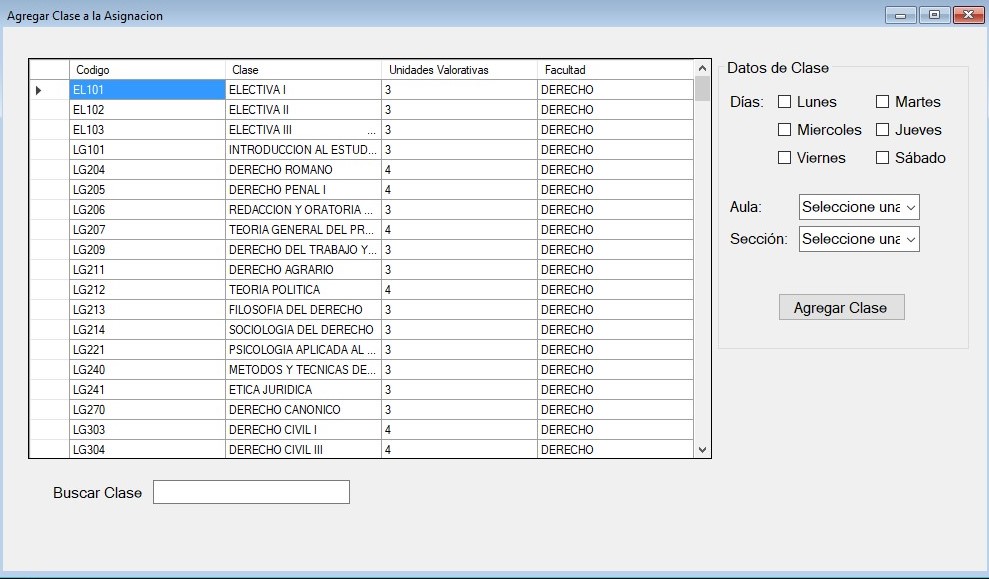 Agregar Clase a la Asignacion
Codigo Clase Unidades Valorativas Facultad
EL101 ELECTIVA I 3 DERECHO
EL102 ELECTIVA II 3 DERECHO
EL103 ELECTIVA III ... 3 DERECHO
LG101 INTRODUCCION AL ESTUD... 3 DERECHO
LG204 DERECHO ROMANO 4 DERECHO
LG205 DERECHO PENAL I 4 DERECHO
LG206 REDACCION Y ORATORIA ... 3 DERECHO
LG207 TEORIA GENERAL DEL PR... 4 DERECHO
LG209 DERECHO DEL TRABAJO Y... 3 DERECHO
LG211 DERECHO AGRARIO 3 DERECHO
LG212 TEORIA POLITICA 4 DERECHO
LG213 FILOSOFIA DEL DERECHO 3 DERECHO
LG214 SOCIOLOGIA DEL DERECHO 3 DERECHO
LG221 PSICOLOGIA APLICADA AL ... 3 DERECHO
LG240 METODOS Y TECNICAS DE... 3 DERECHO
LG241 ETICA JURIDICA 3 DERECHO
LG270 DERECHO CANONICO 3 DERECHO
LG303 DERECHO CIVIL I 4 DERECHO
LG304 DERECHO CIVIL III 4 DERECHO
Buscar Clase
Datos de Clase
Días: Lunes Martes
Miercoles Jueves
Viernes Sábado
Aula: Seleccione una
Sección: Seleccione una
Agregar Clase